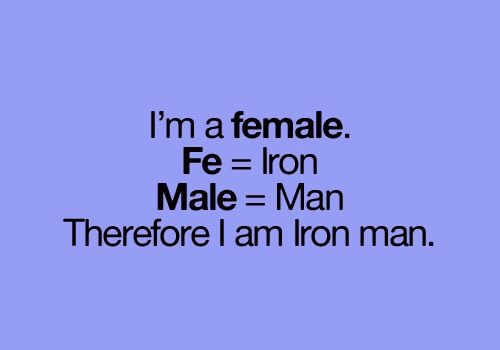 I’m a female.
Fe = Iron
Male = Man
Therefore I am Iron man.